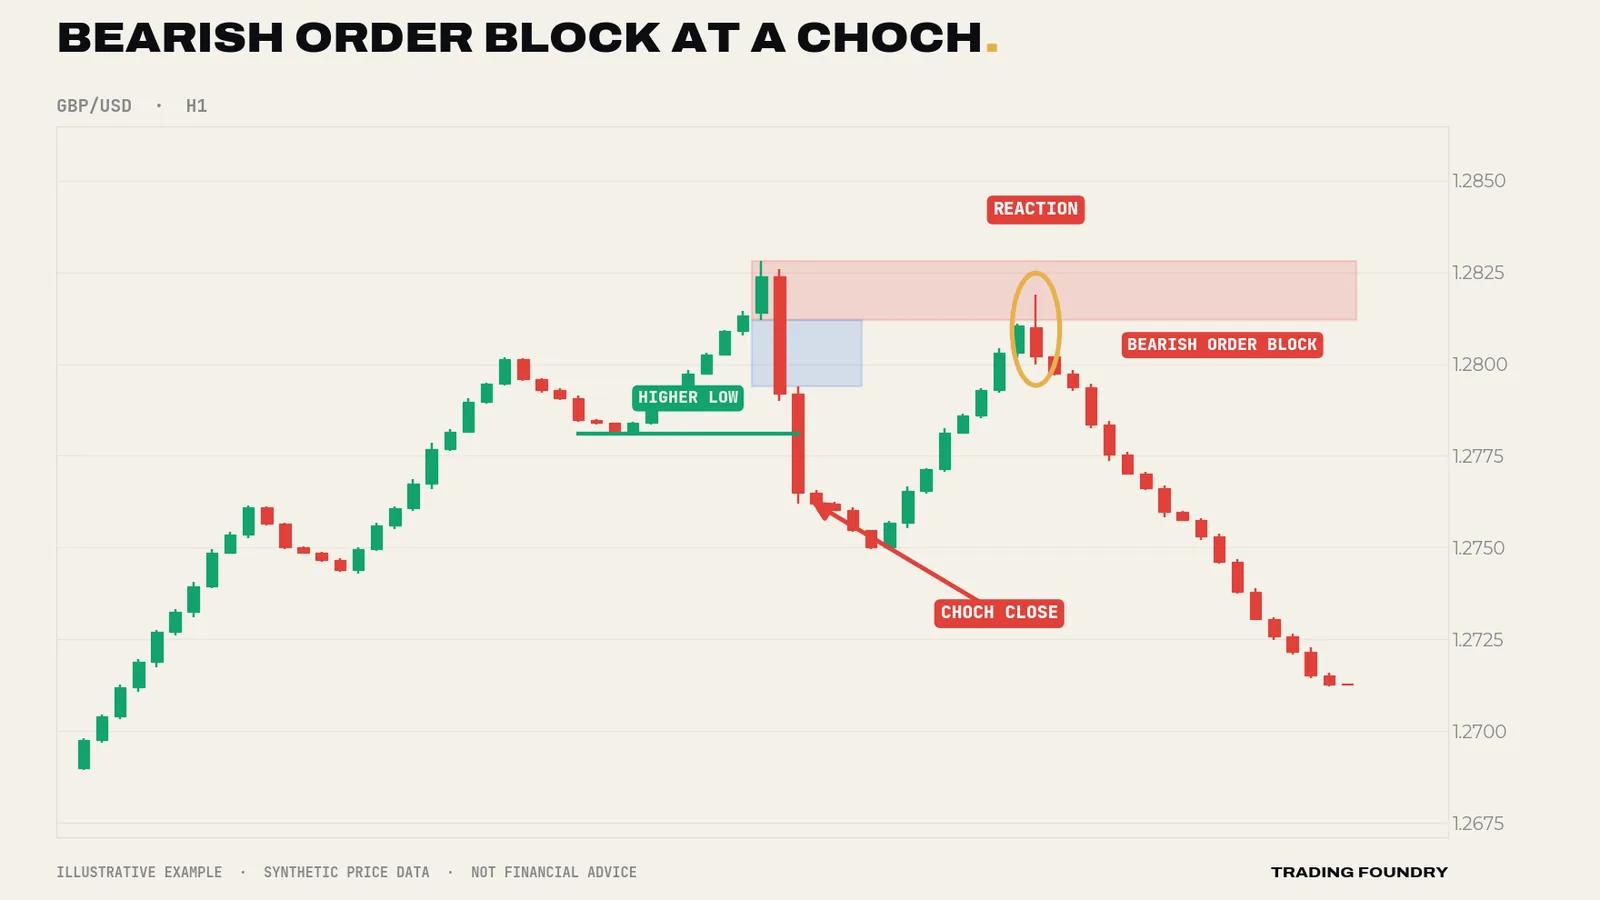 BEARISH ORDER BLOCK AT A CHOCH.
GBP/USD · H1
1.2850
REACTION
1.2825
BEARISH ORDER BLOCK
1.2800
HIGHER LOW
1.2775
1.2750
CHOCH CLOSE
1.2725
1.2700
1.2675
ILLUSTRATIVE EXAMPLE · SYNTHETIC PRICE DATA · NOT FINANCIAL ADVICE
TRADING FOUNDRY